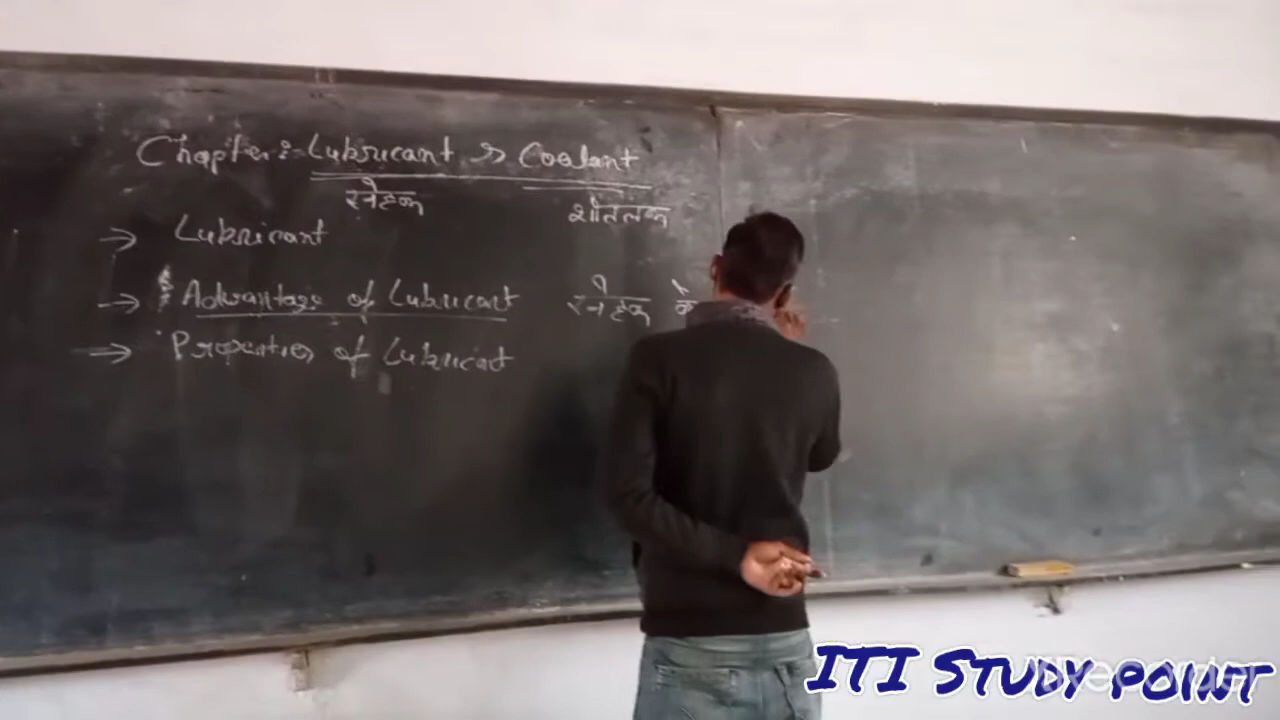 Chapter:- Lubricant & Coolant
स्नेहक शीतलक
→ Lubricant
→ Advantage of Lubricant स्नेहक के
→ Properties of Lubricant
ITI STUDY POINT